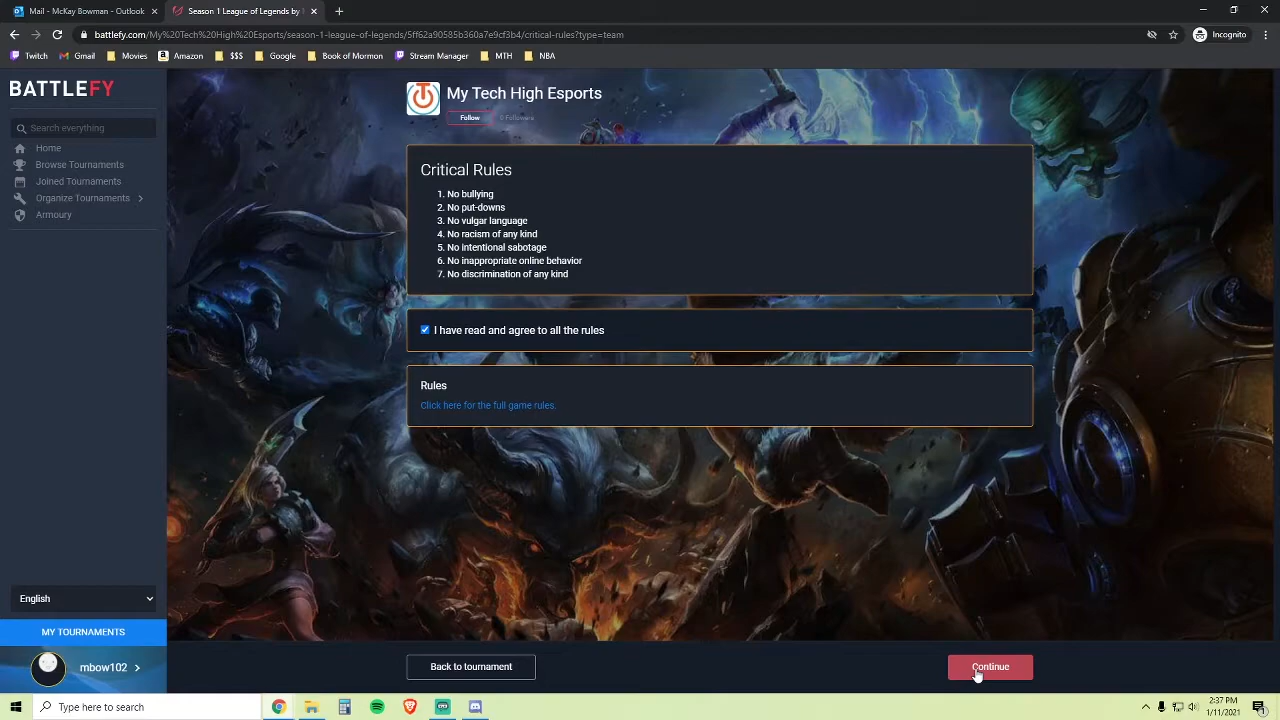 Mail - McKay Bowman - Outlook
Season 1 League of Legends by
battlefy.com/My%20Tech%20High%20Esports/season-1-league-of-legends/5ff62a90585b360a7e9cf3b4/critical-rules?type=team
Incognito
Twitch
Gmail
Movies
Amazon
$$$
Google
Book of Mormon
Stream Manager
MTH
NBA
BATTLEFY
Search everything
Home
Browse Tournaments
Joined Tournaments
Organize Tournaments
Armoury
My Tech High Esports
Follow
0 Followers
Critical Rules
1. No bullying
2. No put-downs
3. No vulgar language
4. No racism of any kind
5. No intentional sabotage
6. No inappropriate online behavior
7. No discrimination of any kind
I have read and agree to all the rules
Rules
Click here for the full game rules.
English
MY TOURNAMENTS
mbow102
Back to tournament
Continue
Type here to search
2:37 PM
1/11/2021